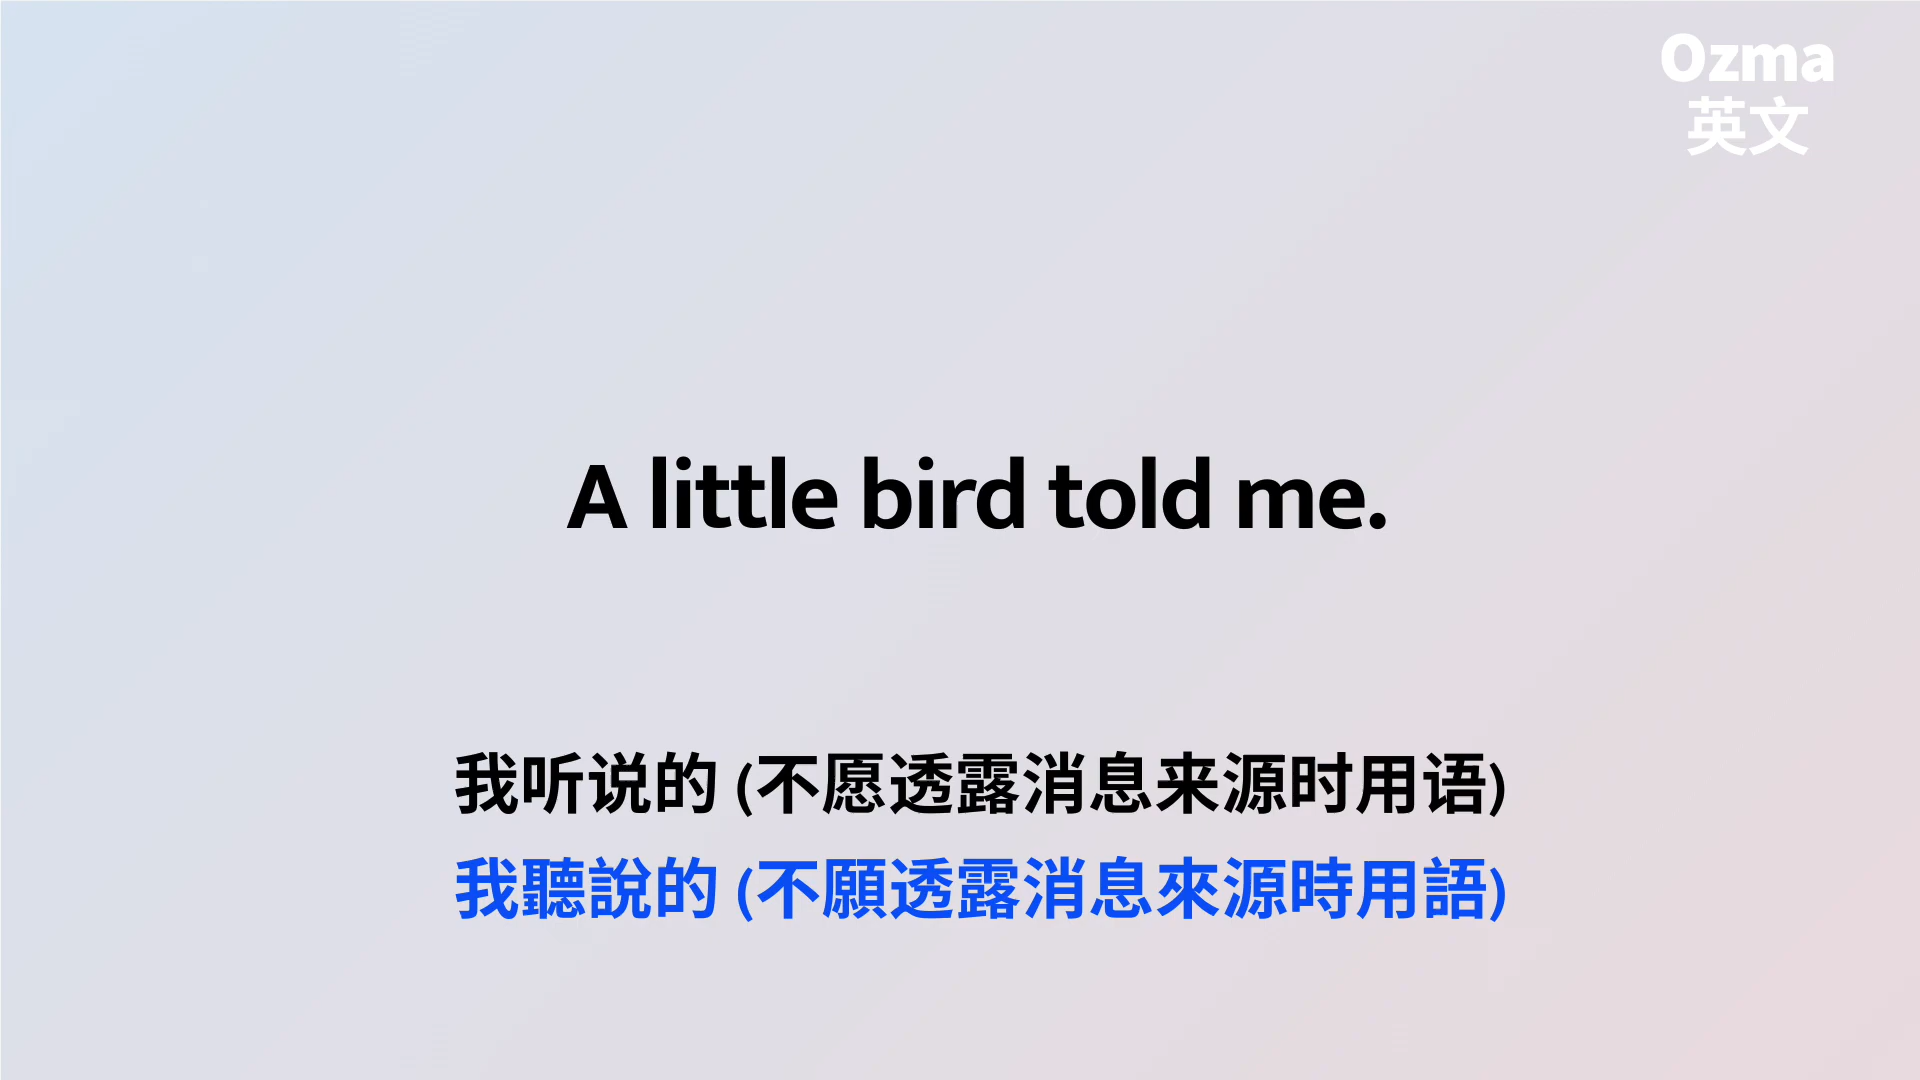 Ozma
英文
A little bird told me.
我听说的 (不愿透露消息来源时用语)
我聽說的 (不願透露消息來源時用語)